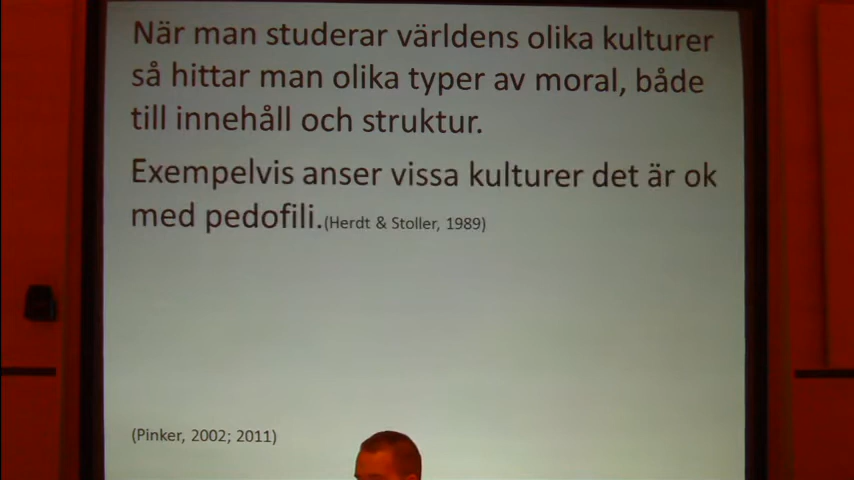 När man studerar världens olika kulturer
så hittar man olika typer av moral, både
till innehåll och struktur.
Exempelvis anser vissa kulturer det är ok
med pedofili.(Herdt & Stoller, 1989)
(Pinker, 2002; 2011)